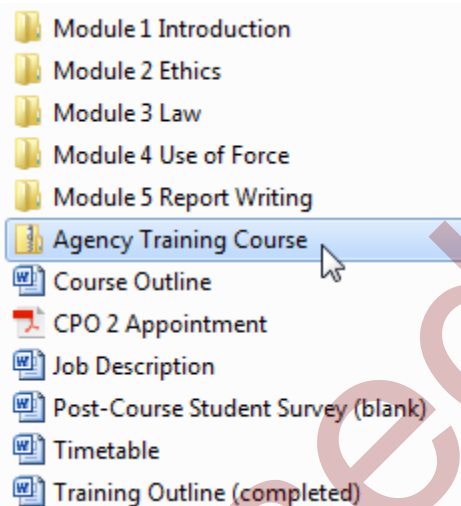 Module 1 Introduction
Module 2 Ethics
Module 3 Law
Module 4 Use of Force
Module 5 Report Writing
Agency Training Course
Course Outline
CPO 2 Appointment
Job Description
Post-Course Student Survey (blank)
Timetable
Training Outline (completed)